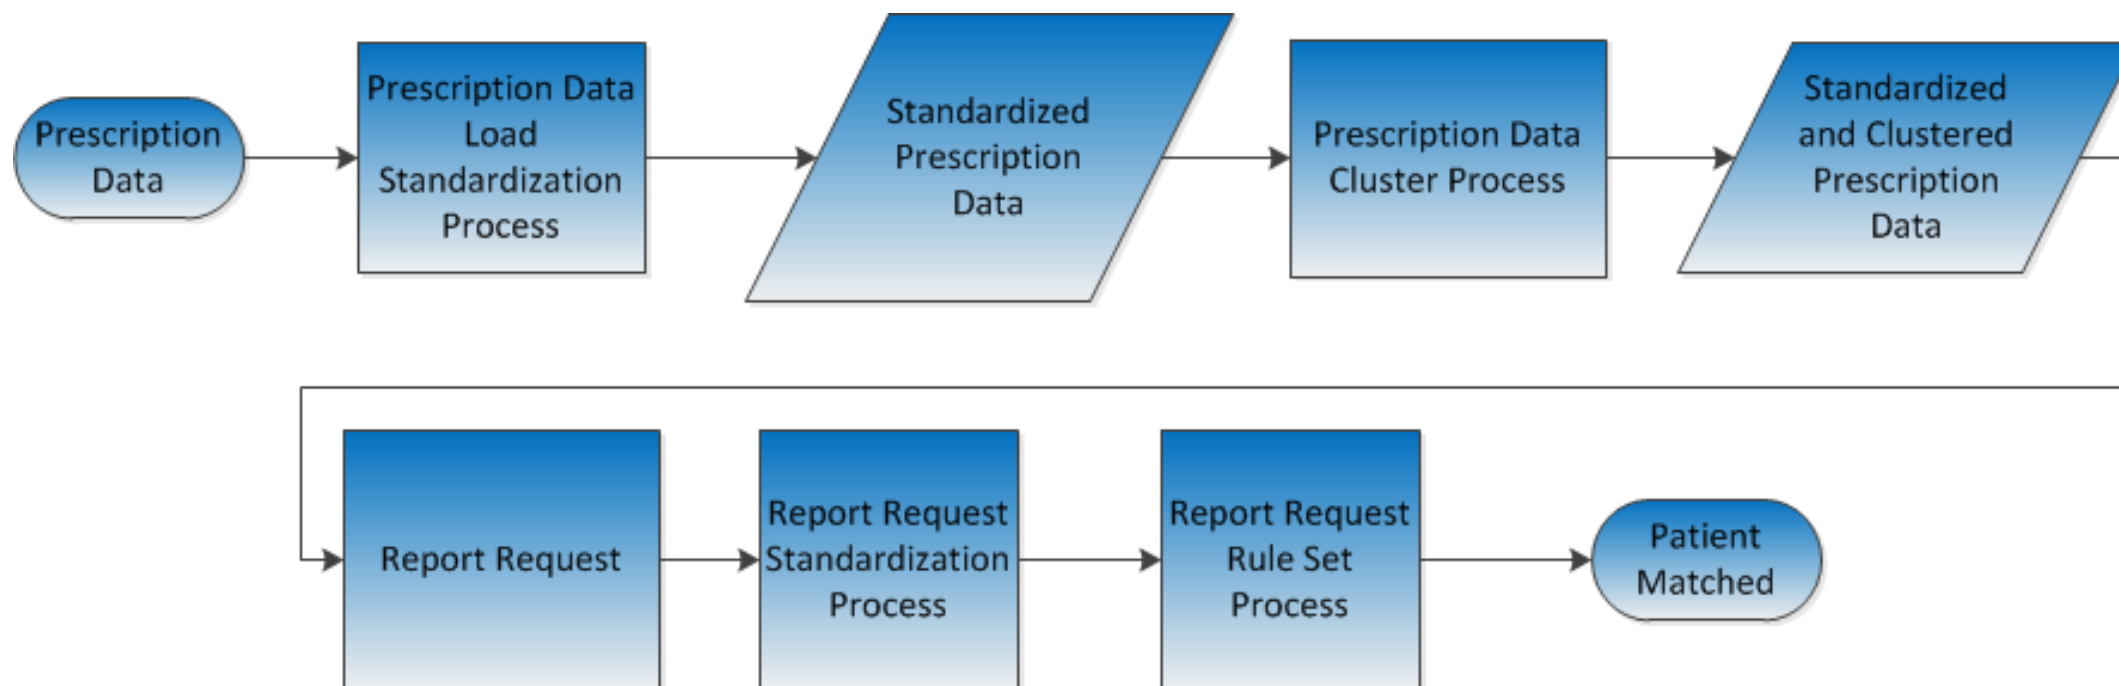 Prescription
Data
Prescription Data
Load
Standardization
Process
Standardized
Prescription
Data
Prescription Data
Cluster Process
Standardized
and Clustered
Prescription
Data
Report Request
Report Request
Standardization
Process
Report Request
Rule Set
Process
Patient
Matched